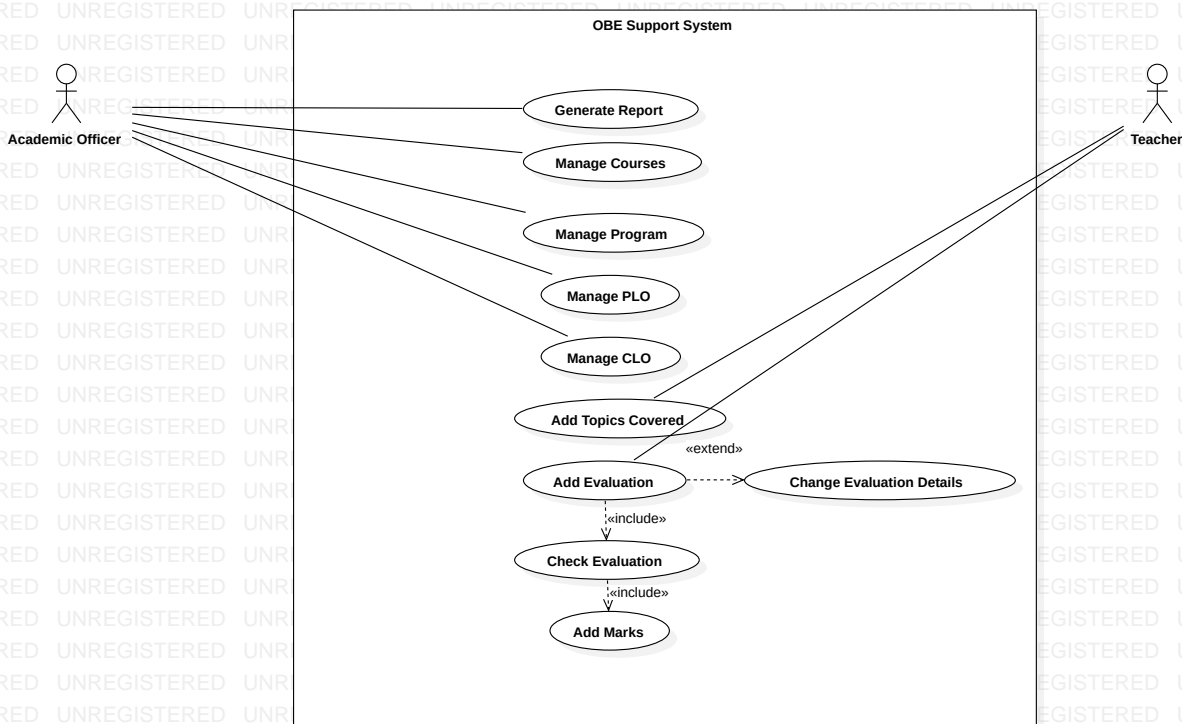 OBE Support System
Academic Officer
Teacher
Generate Report
Manage Courses
Manage Program
Manage PLO
Manage CLO
Add Topics Covered
«extend»
Add Evaluation
Change Evaluation Details
«include»
Check Evaluation
«include»
Add Marks
UNREGISTERED